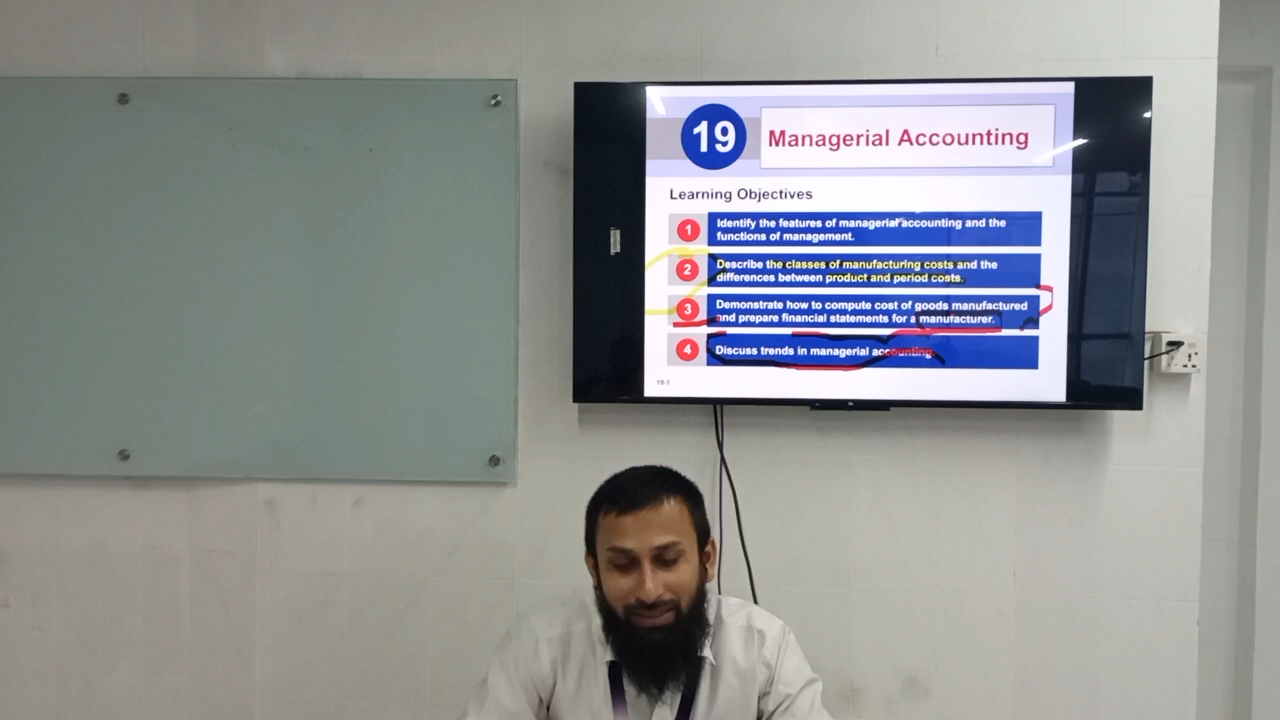 19
Managerial Accounting
Learning Objectives
1
Identify the features of managerial accounting and the
functions of management.
2
Describe the classes of manufacturing costs and the
differences between product and period costs.
3
Demonstrate how to compute cost of goods manufactured
and prepare financial statements for a manufacturer.
4
Discuss trends in managerial accounting.
19-1